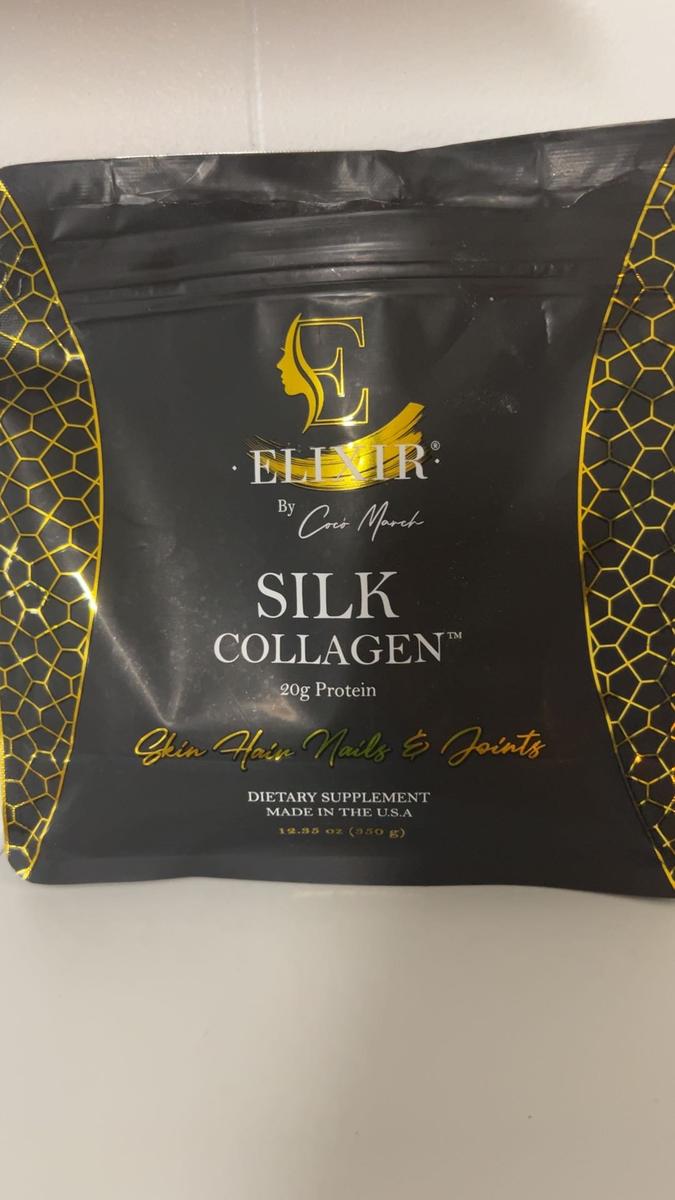 E
ELIXIR®
By Cocó March
SILK
COLLAGEN™
20g Protein
Skin Hair Nails & Joints
DIETARY SUPPLEMENT
MADE IN THE U.S.A
12.35 oz (350 g)